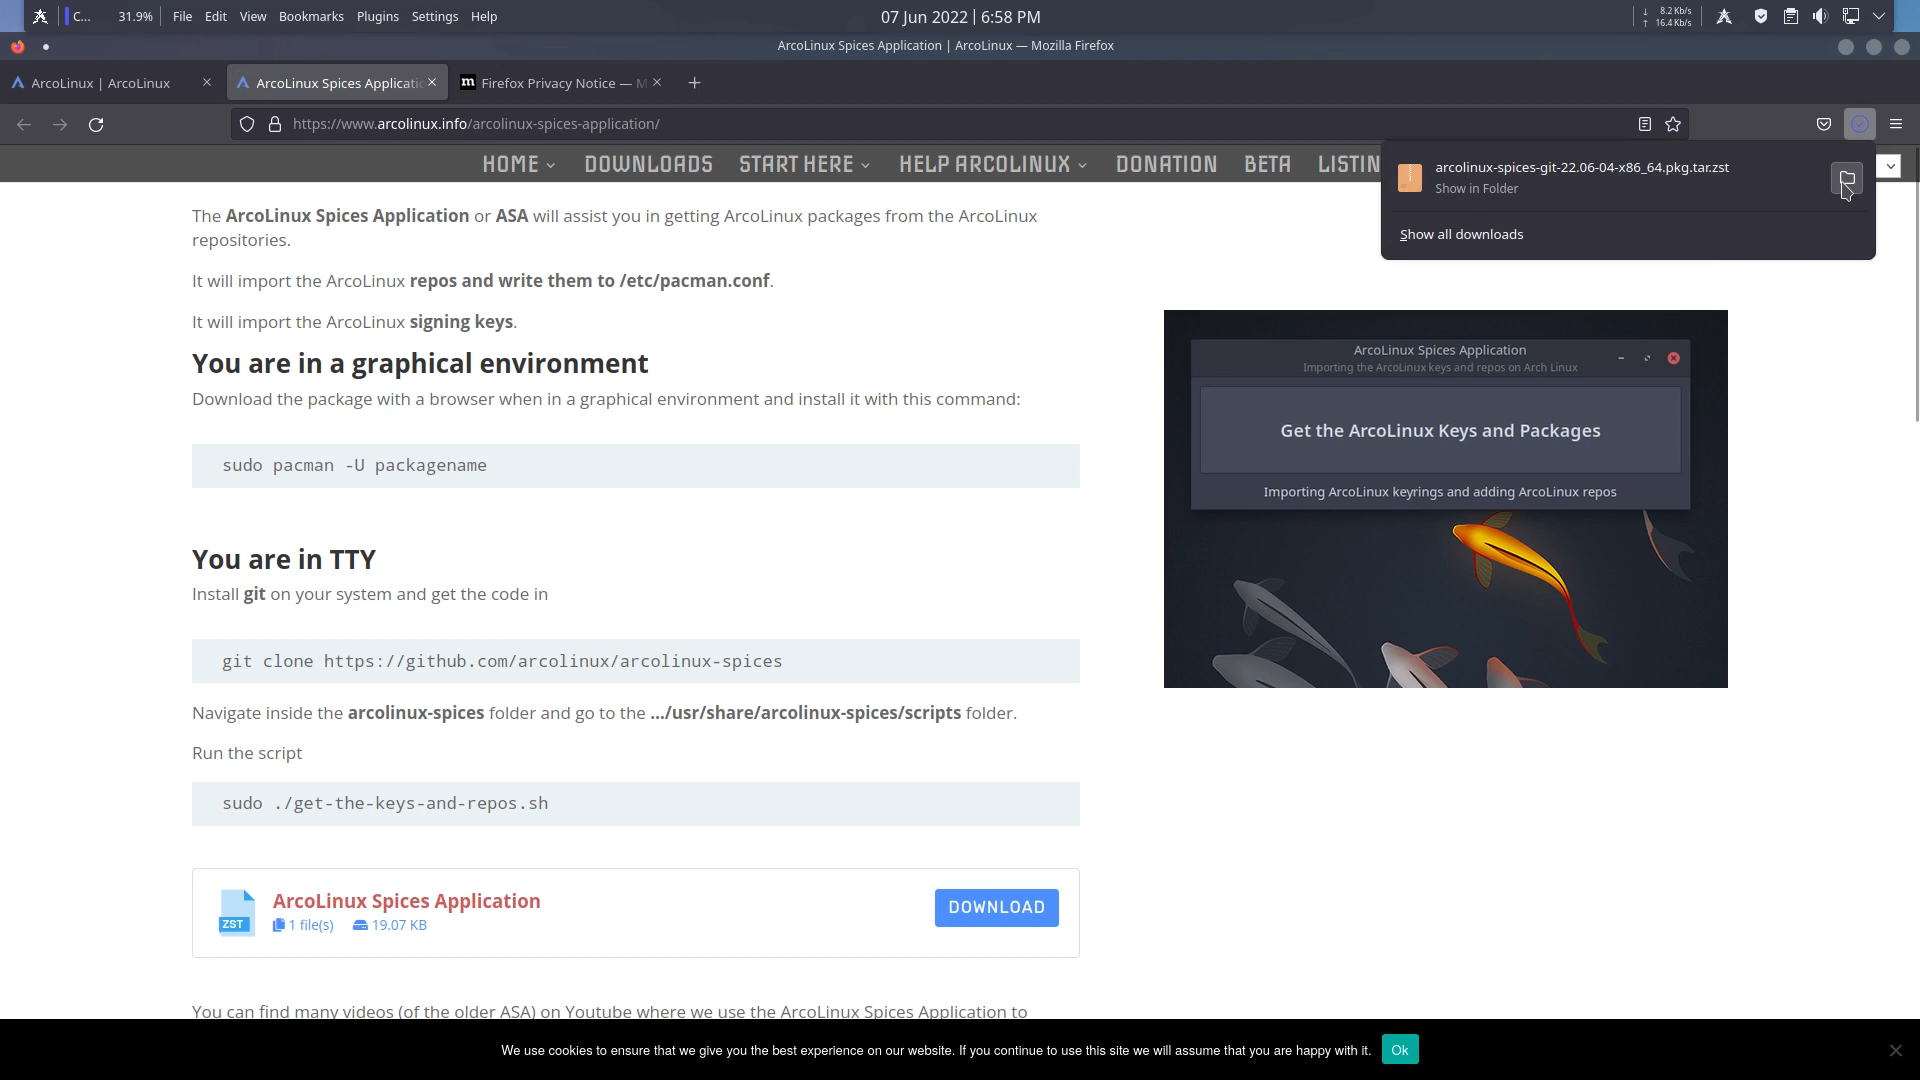 C... 31.9% File Edit View Bookmarks Plugins Settings Help 07 Jun 2022 | 6:58 PM ↓ 8.2 Kb/s
↑ 16.4 Kb/s
ArcoLinux Spices Application | ArcoLinux — Mozilla Firefox
ArcoLinux | ArcoLinux
ArcoLinux Spices Applicatic
m Firefox Privacy Notice — M
https://www.arcolinux.info/arcolinux-spices-application/
HOME DOWNLOADS START HERE HELP ARCOLINUX DONATION BETA LISTIN
arcolinux-spices-git-22.06-04-x86_64.pkg.tar.zst
Show in Folder
Show all downloads
The ArcoLinux Spices Application or ASA will assist you in getting ArcoLinux packages from the ArcoLinux
repositories.
It will import the ArcoLinux repos and write them to /etc/pacman.conf.
It will import the ArcoLinux signing keys.
You are in a graphical environment
Download the package with a browser when in a graphical environment and install it with this command:
sudo pacman -U packagename
You are in TTY
Install git on your system and get the code in
git clone https://github.com/arcolinux/arcolinux-spices
Navigate inside the arcolinux-spices folder and go to the .../usr/share/arcolinux-spices/scripts folder.
Run the script
sudo ./get-the-keys-and-repos.sh
ZST
ArcoLinux Spices Application
1 file(s) 19.07 KB
DOWNLOAD
You can find many videos (of the older ASA) on Youtube where we use the ArcoLinux Spices Application to
ArcoLinux Spices Application
Importing the ArcoLinux keys and repos on Arch Linux
Get the ArcoLinux Keys and Packages
Importing ArcoLinux keyrings and adding ArcoLinux repos
We use cookies to ensure that we give you the best experience on our website. If you continue to use this site we will assume that you are happy with it. Ok